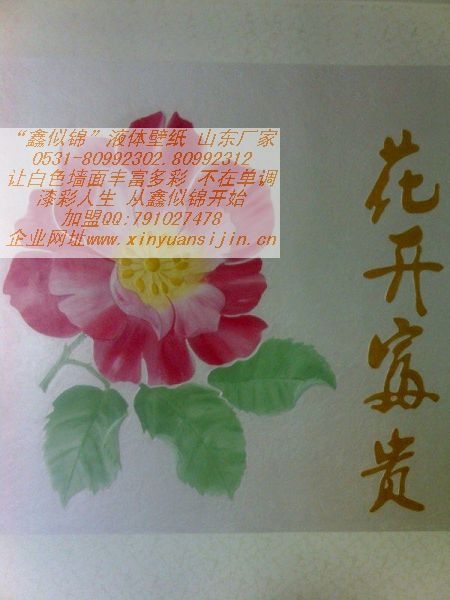 “鑫似锦”液体壁纸 山东厂家
0531-80992302.80992312
让白色墙面丰富多彩 不在单调
漆彩人生 从鑫似锦开始
加盟QQ:791027478
企业网址www.xinyuansijin.cn
花开富贵